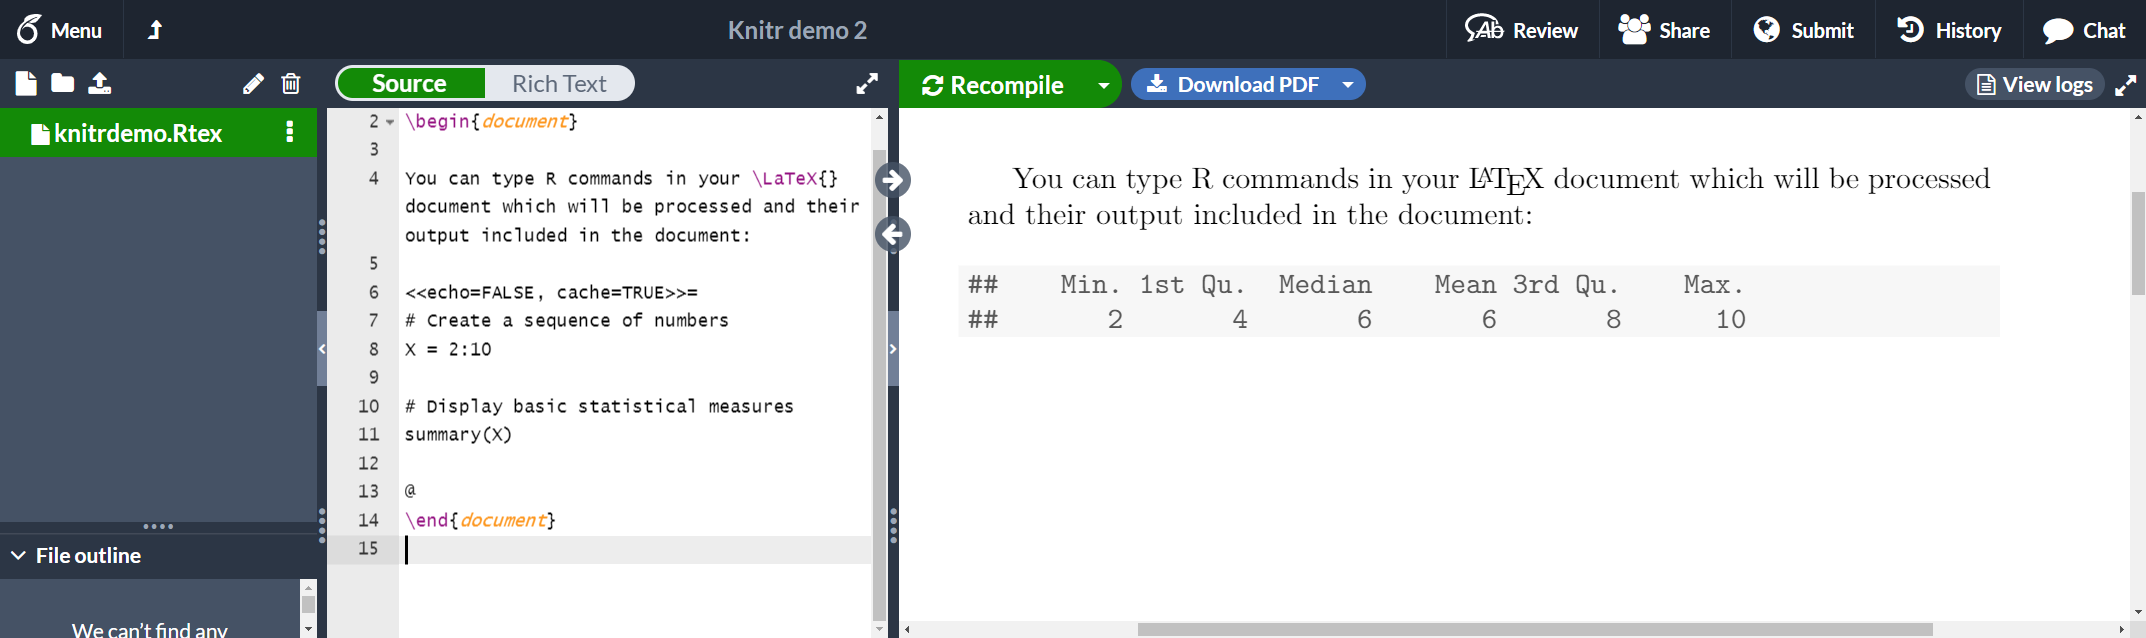 Menu
Knitr demo 2
Review
Share
Submit
History
Chat
Source
Rich Text
Recompile
Download PDF
View logs
knitrdemo.Rtex
File outline
We can't find any
2 \begin{document}
3
4 You can type R commands in your \LaTeX{}
document which will be processed and their
output included in the document:
5
6 <<echo=FALSE, cache=TRUE>>=
7 # Create a sequence of numbers
8 X = 2:10
9
10 # Display basic statistical measures
11 summary(X)
12
13 @
14 \end{document}
15
You can type R commands in your LATEX document which will be processed
and their output included in the document:
## Min. 1st Qu. Median Mean 3rd Qu. Max.
## 2 4 6 6 8 10